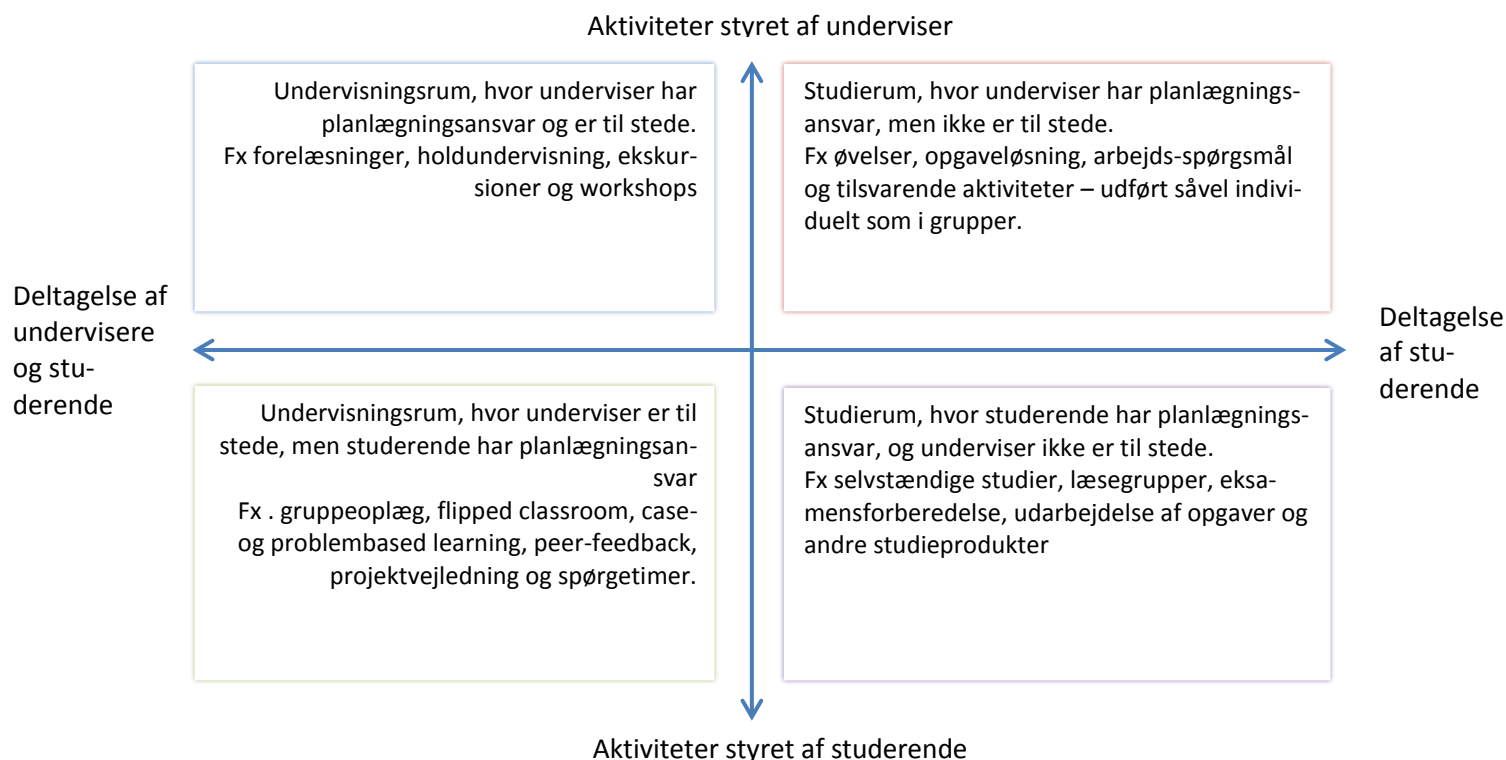 Aktiviteter styret af underviser
Undervisningsrum, hvor underviser har
planlægningsansvar og er til stede.
Fx forelæsninger, holdundervisning, ekskur-
sioner og workshops
Studierum, hvor underviser har planlægnings-
ansvar, men ikke er til stede.
Fx øvelser, opgaveløsning, arbejds-spørgsmål
og tilsvarende aktiviteter – udført såvel indivi-
duelt som i grupper.
Deltagelse af
undervisere
og stu-
derende
Deltagelse
af stu-
derende
Undervisningsrum, hvor underviser er til
stede, men studerende har planlægningsan-
svar
Fx . gruppeoplæg, flipped classroom, case-
og problembased learning, peer-feedback,
projektvejledning og spørgetimer.
Studierum, hvor studerende har planlægnings-
ansvar, og underviser ikke er til stede.
Fx selvstændige studier, læsegrupper, eksa-
mensforberedelse, udarbejdelse af opgaver og
andre studieprodukter
Aktiviteter styret af studerende